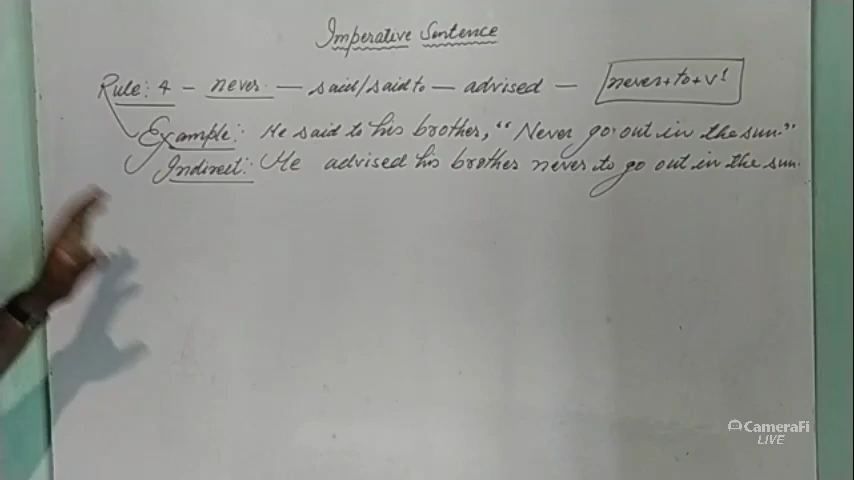 Imperative Sentence
Rule: 4 - never - said/said to - advised - never+to+v¹
Example:- He said to his brother, "Never go out in the sun."
Indirect:- He advised his brother never to go out in the sun.
CameraFi
LIVE